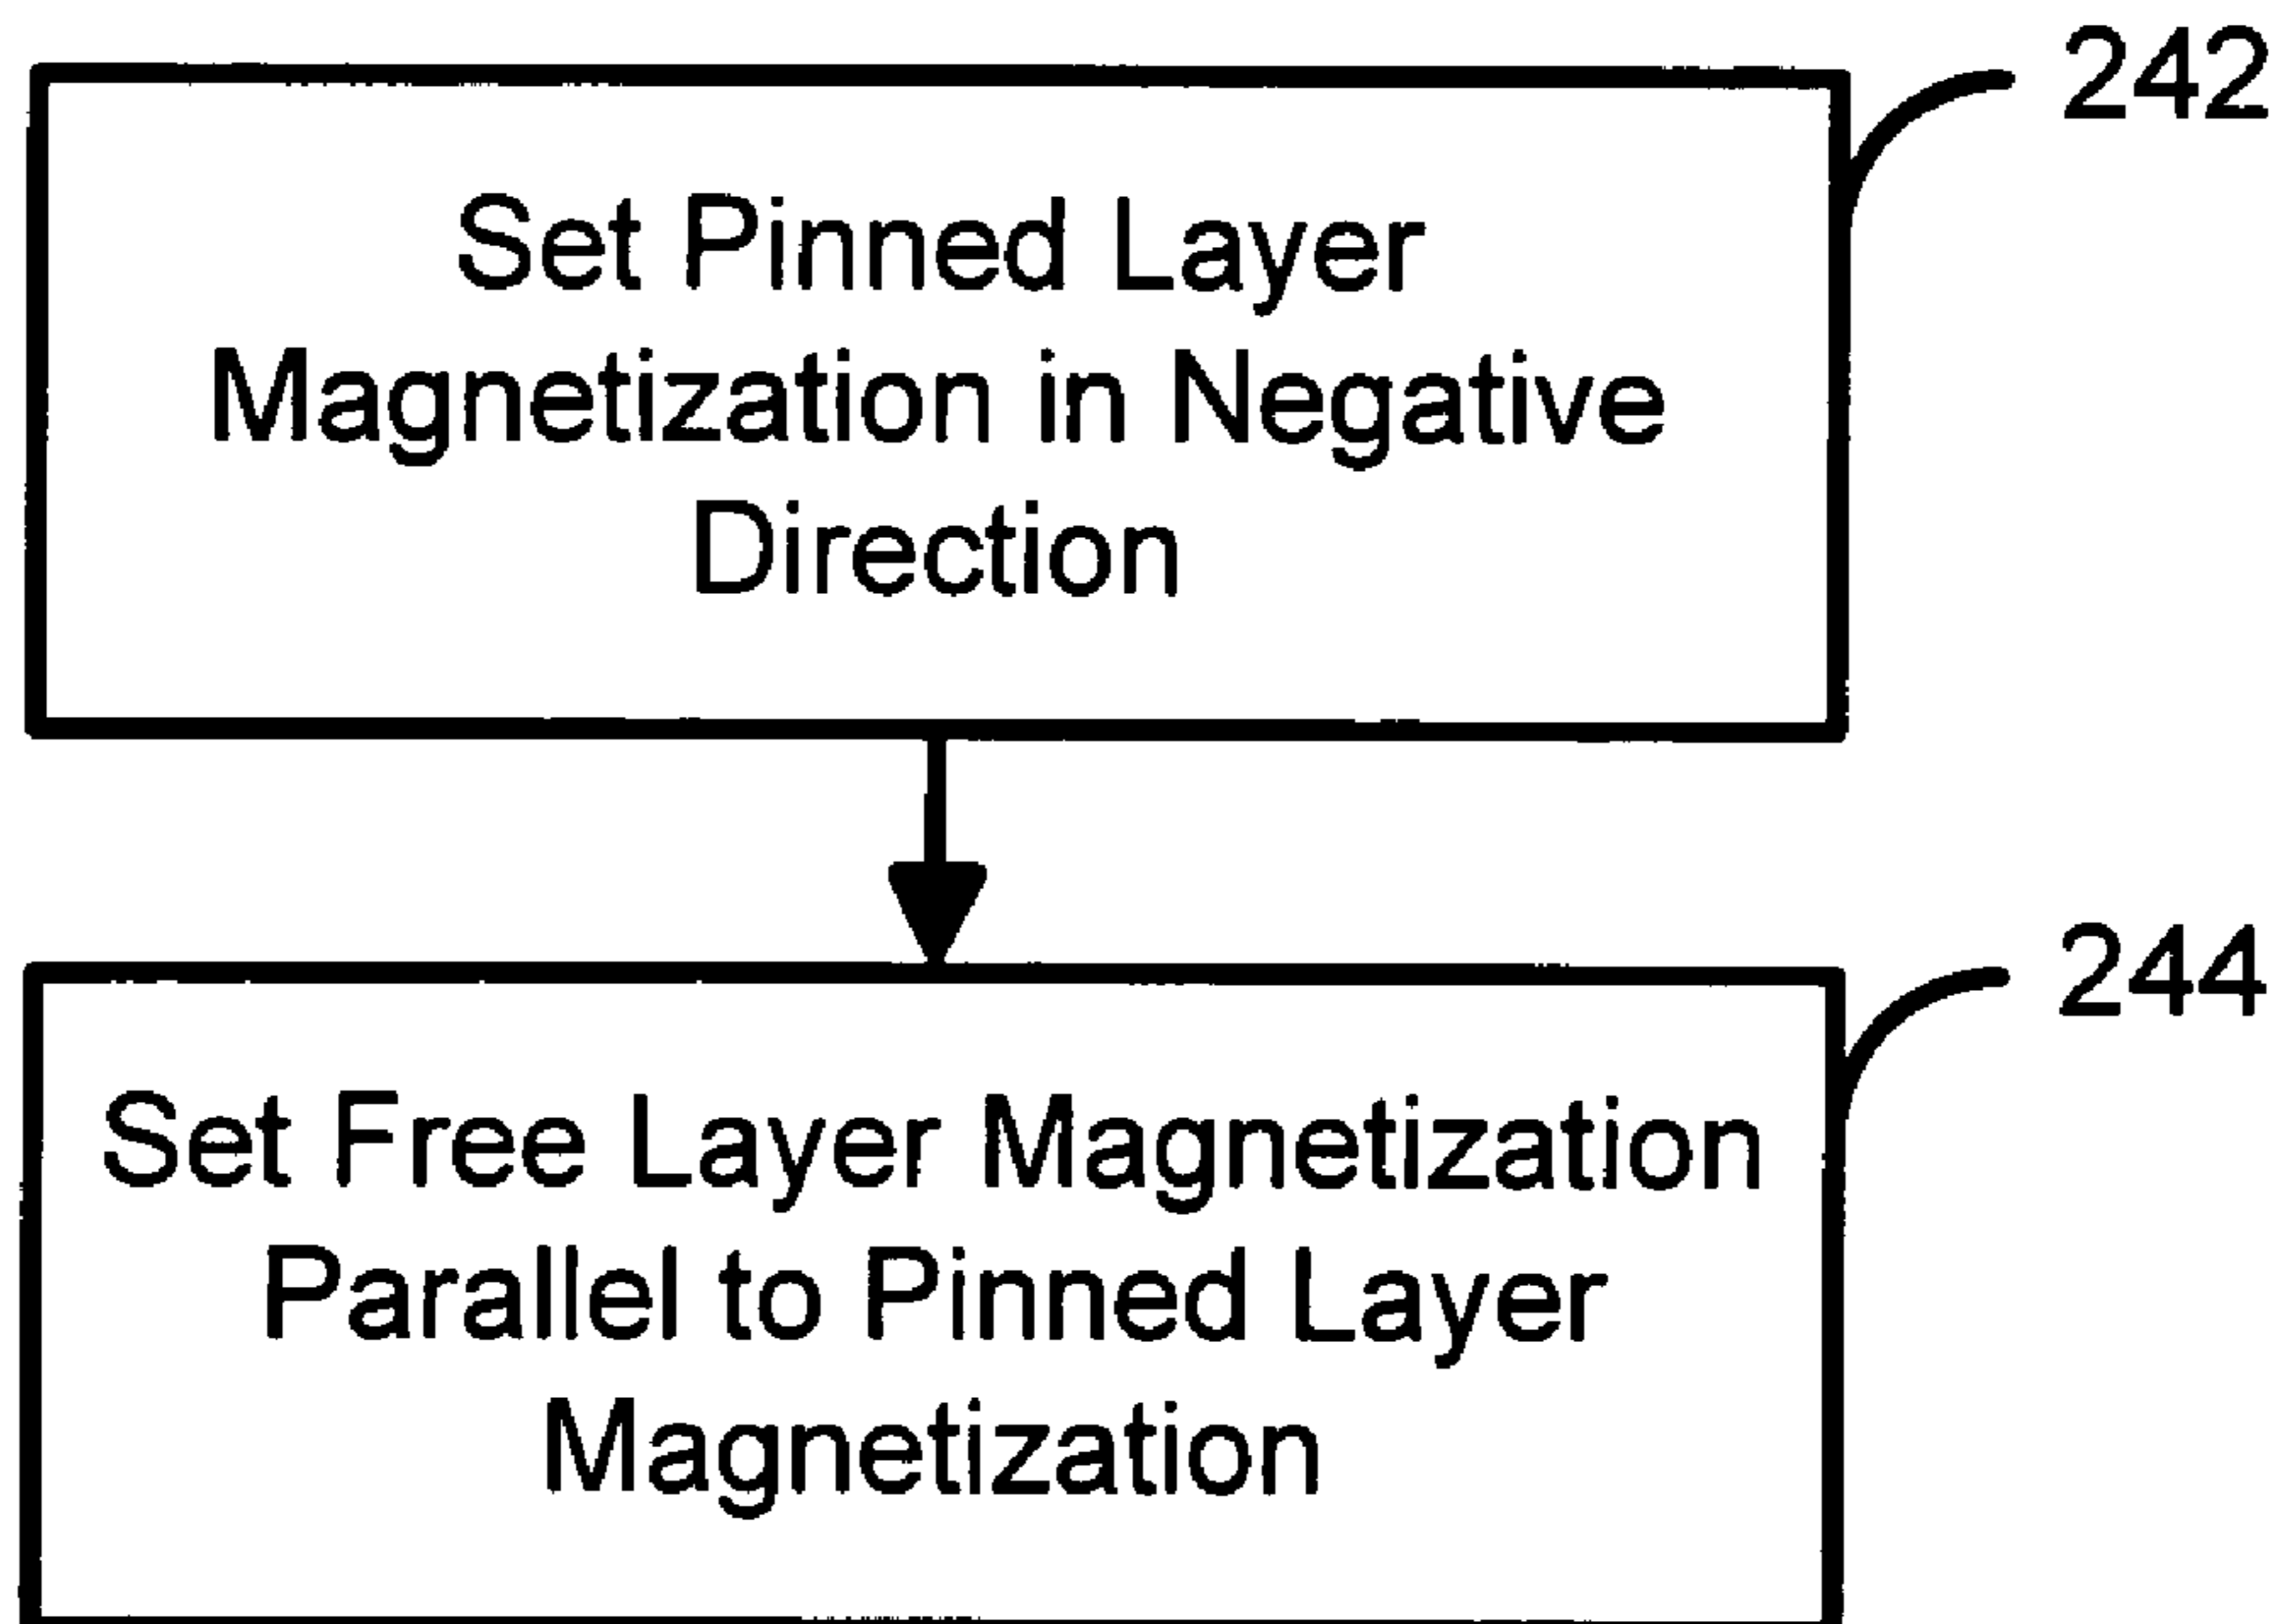 242
Set Pinned Layer
Magnetization in Negative
Direction
244
Set Free Layer Magnetization
Parallel to Pinned Layer
Magnetization